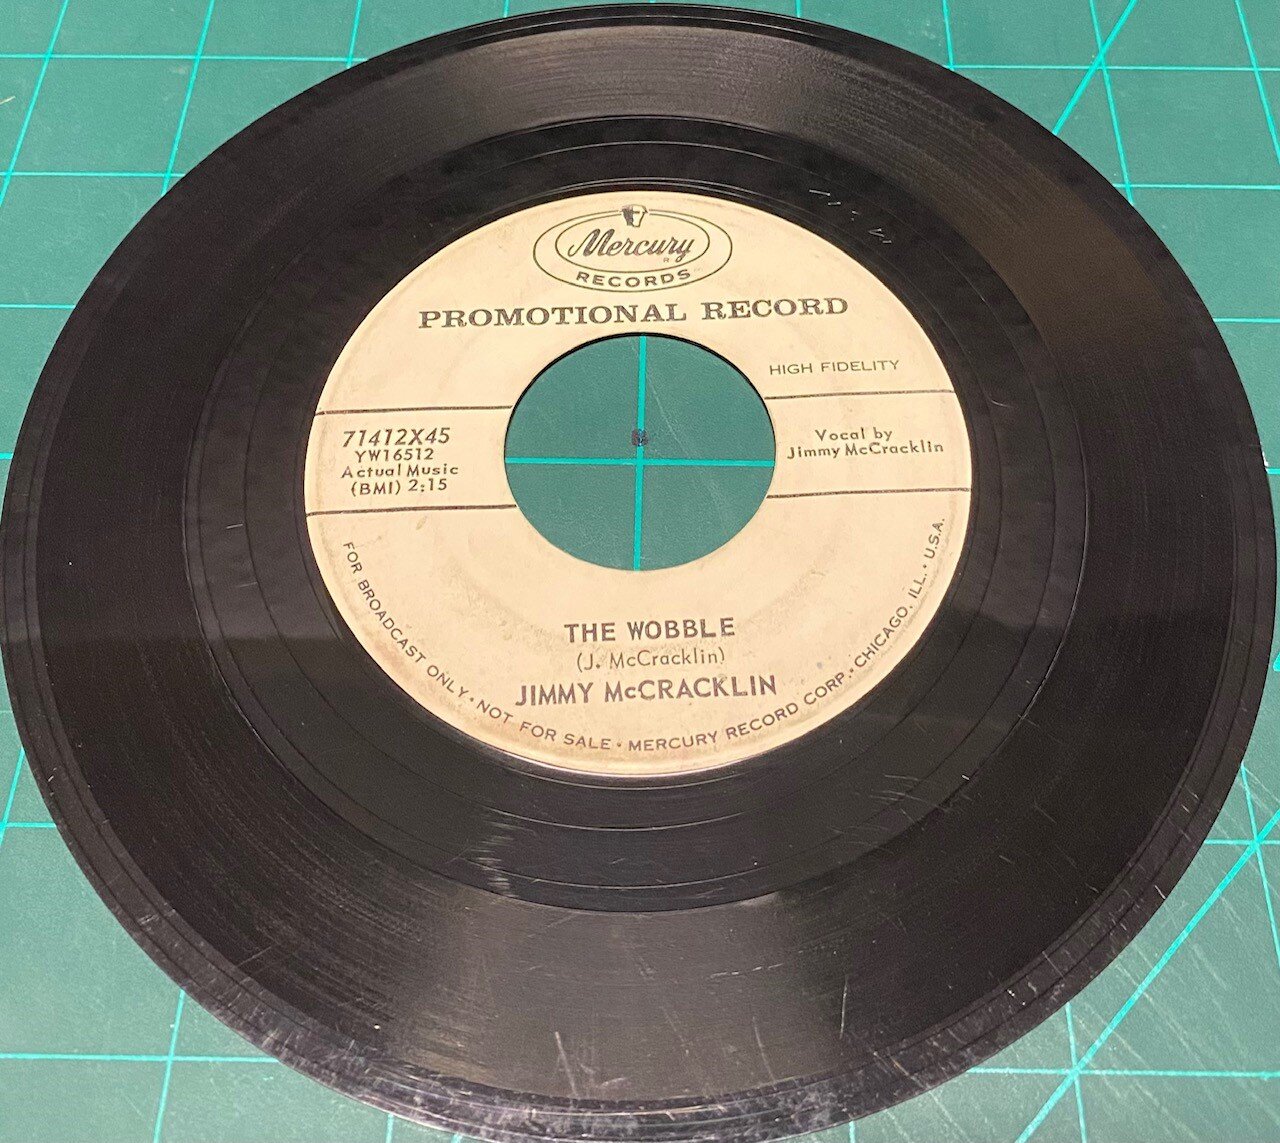 Mercury
R
RECORDS
PROMOTIONAL RECORD
HIGH FIDELITY
71412X45
YW16512
Actual Music
(BMI) 2:15
Vocal by
Jimmy McCracklin
THE WOBBLE
(J. McCracklin)
JIMMY McCRACKLIN
FOR BROADCAST ONLY • NOT FOR SALE • MERCURY RECORD CORP. • CHICAGO, ILL. • U.S.A.